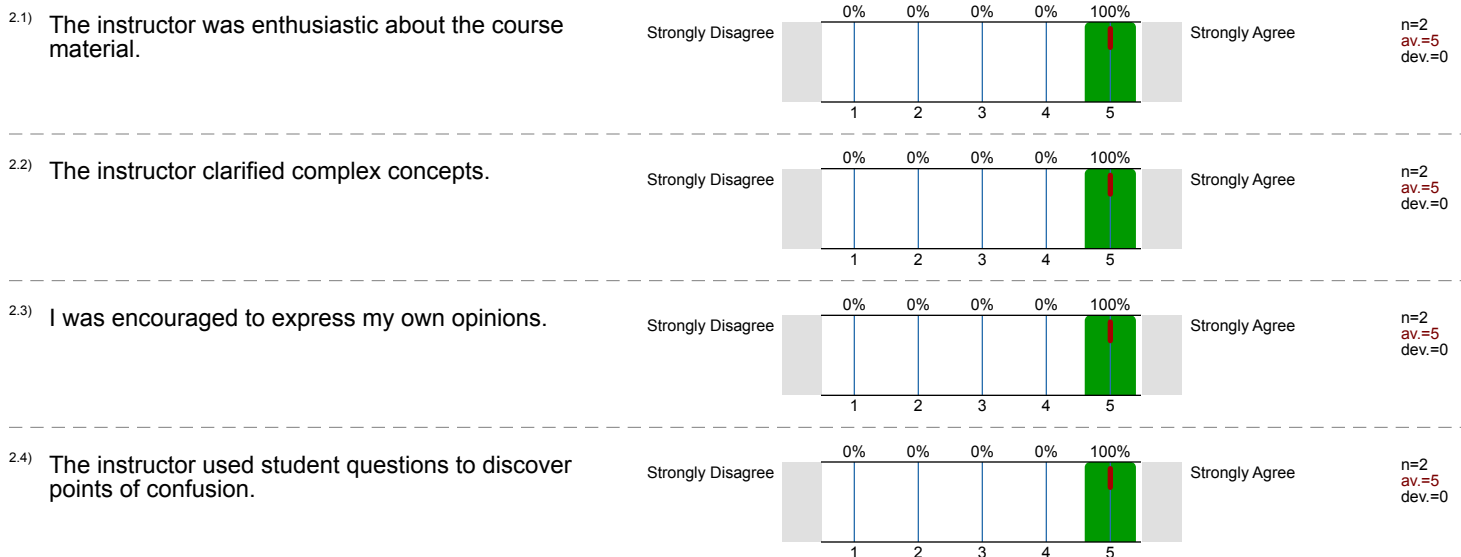 2.1) The instructor was enthusiastic about the course
material.
Strongly Disagree
0% 0% 0% 0% 100%
1 2 3 4 5
Strongly Agree
n=2
av.=5
dev.=0
2.2) The instructor clarified complex concepts.
Strongly Disagree
0% 0% 0% 0% 100%
1 2 3 4 5
Strongly Agree
n=2
av.=5
dev.=0
2.3) I was encouraged to express my own opinions.
Strongly Disagree
0% 0% 0% 0% 100%
1 2 3 4 5
Strongly Agree
n=2
av.=5
dev.=0
2.4) The instructor used student questions to discover
points of confusion.
Strongly Disagree
0% 0% 0% 0% 100%
1 2 3 4 5
Strongly Agree
n=2
av.=5
dev.=0